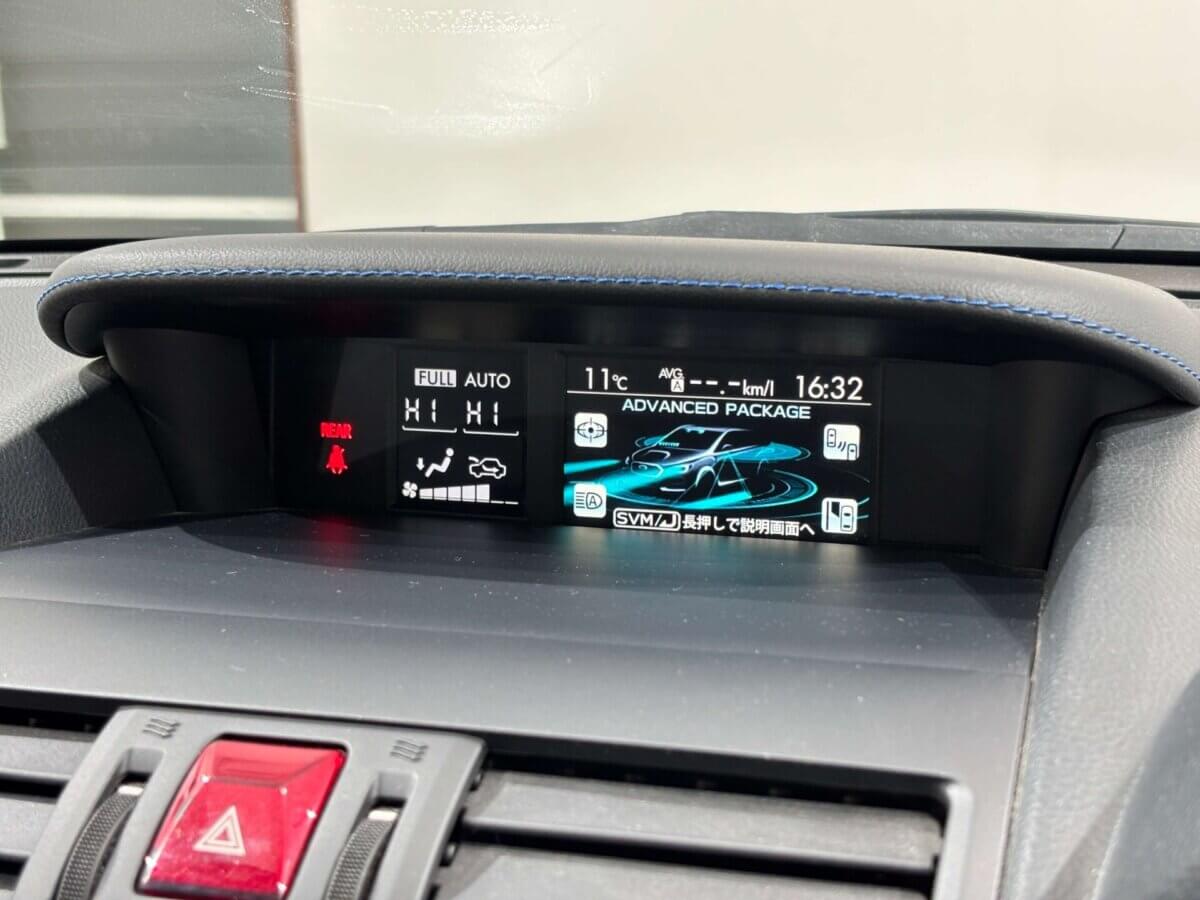 REAR
FULL AUTO
HI HI
11℃ AVG. A --.-km/l 16:32
ADVANCED PACKAGE
A
SVM/ 長押しで説明画面へ